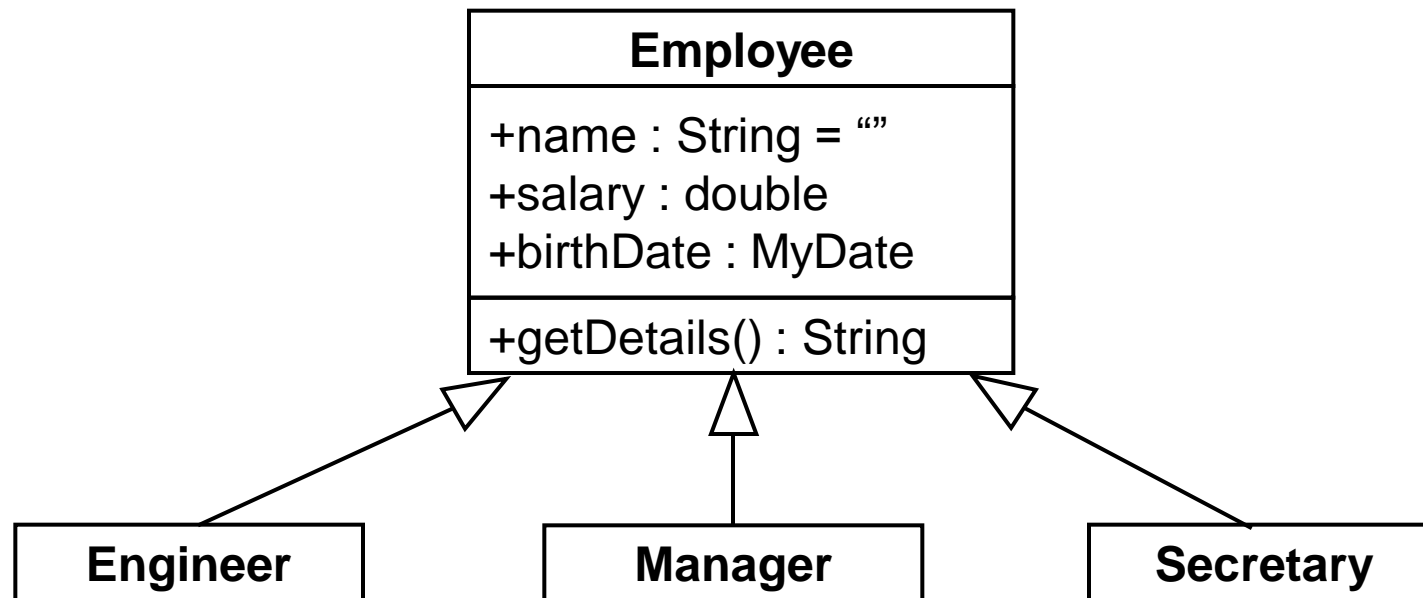 Employee
+name : String = “”
+salary : double
+birthDate : MyDate
+getDetails() : String
Engineer
Manager
Secretary